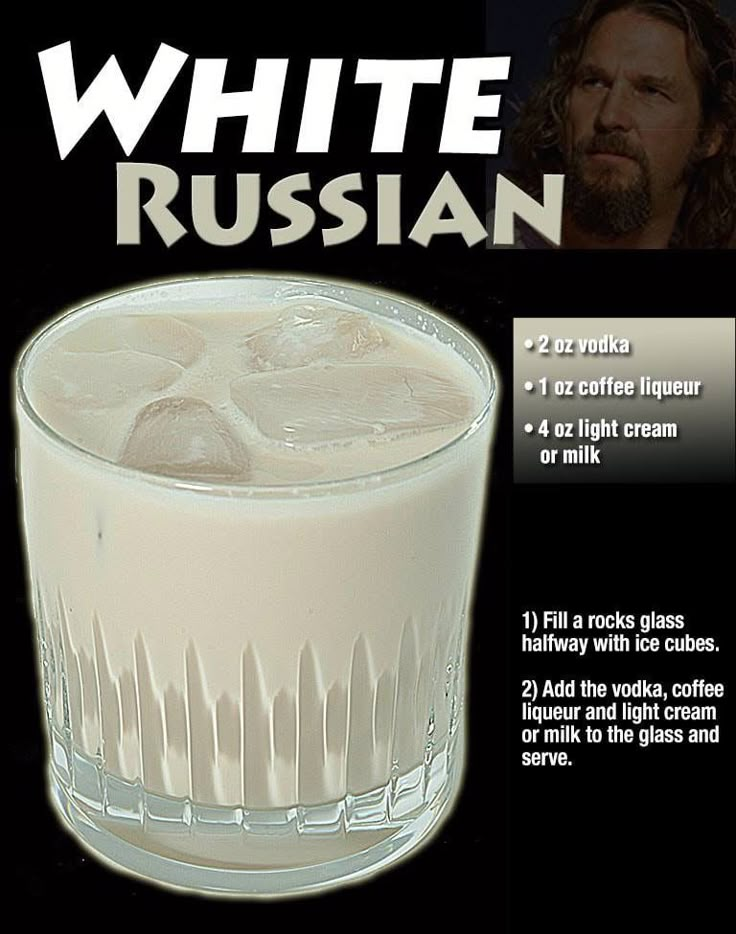 WHITE
RUSSIAN
• 2 oz vodka
• 1 oz coffee liqueur
• 4 oz light cream
or milk
1) Fill a rocks glass
halfway with ice cubes.
2) Add the vodka, coffee
liqueur and light cream
or milk to the glass and
serve.